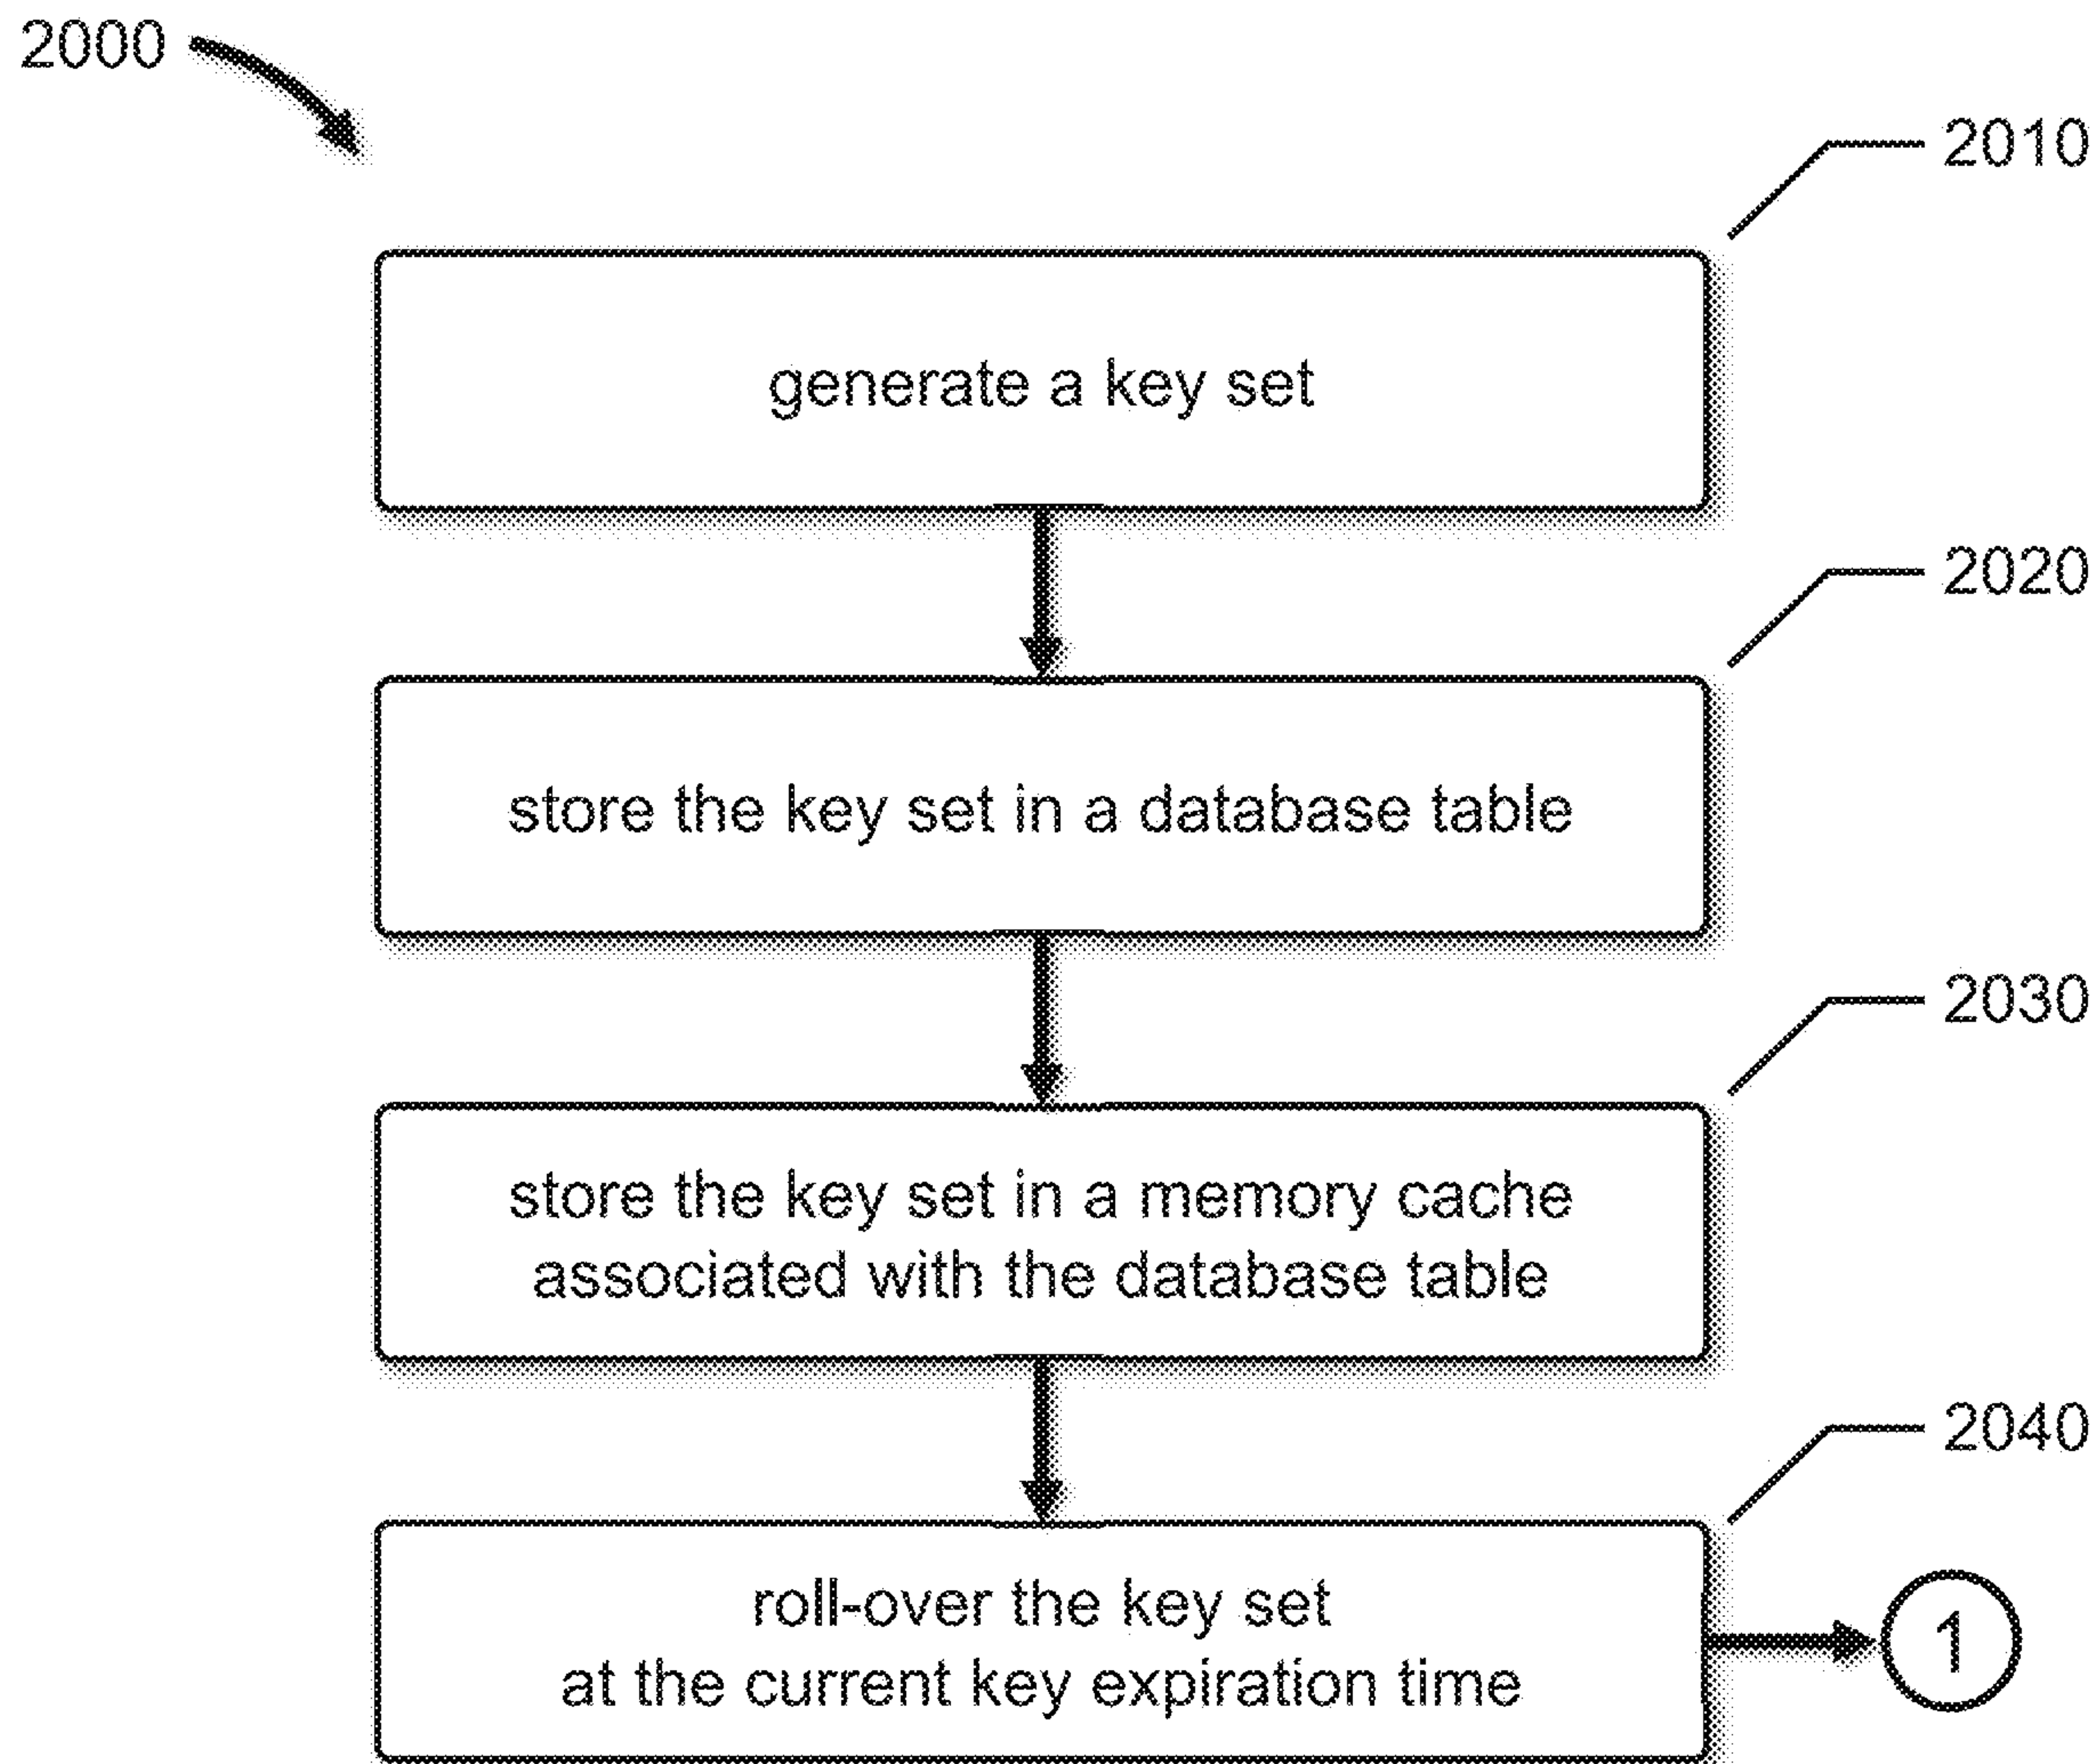 2000
2010
generate a key set
2020
store the key set in a database table
2030
store the key set in a memory cache
associated with the database table
2040
roll-over the key set
at the current key expiration time
1